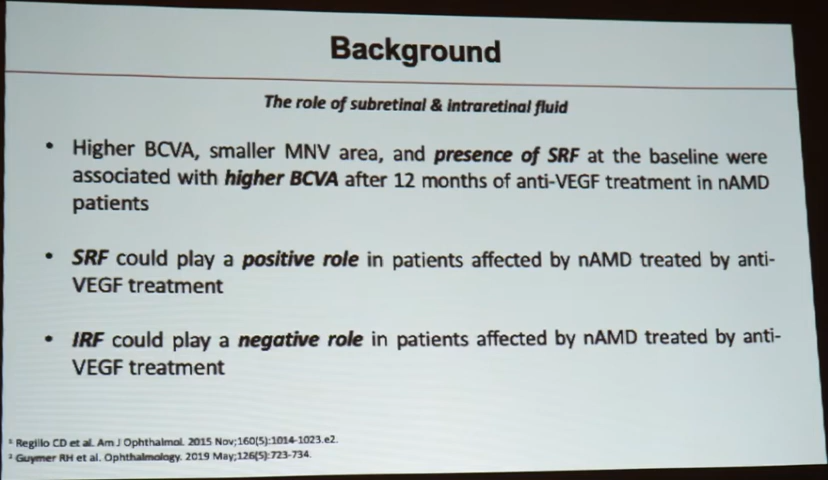 Background
The role of subretinal & intraretinal fluid
• Higher BCVA, smaller MNV area, and presence of SRF at the baseline were
associated with higher BCVA after 12 months of anti-VEGF treatment in nAMD
patients
• SRF could play a positive role in patients affected by nAMD treated by anti-
VEGF treatment
• IRF could play a negative role in patients affected by nAMD treated by anti-
VEGF treatment
¹ Regillo CD et al. Am J Ophthalmol. 2015 Nov;160(5):1014-1023.e2.
² Guymer RH et al. Ophthalmology. 2019 May;126(5):723-734.